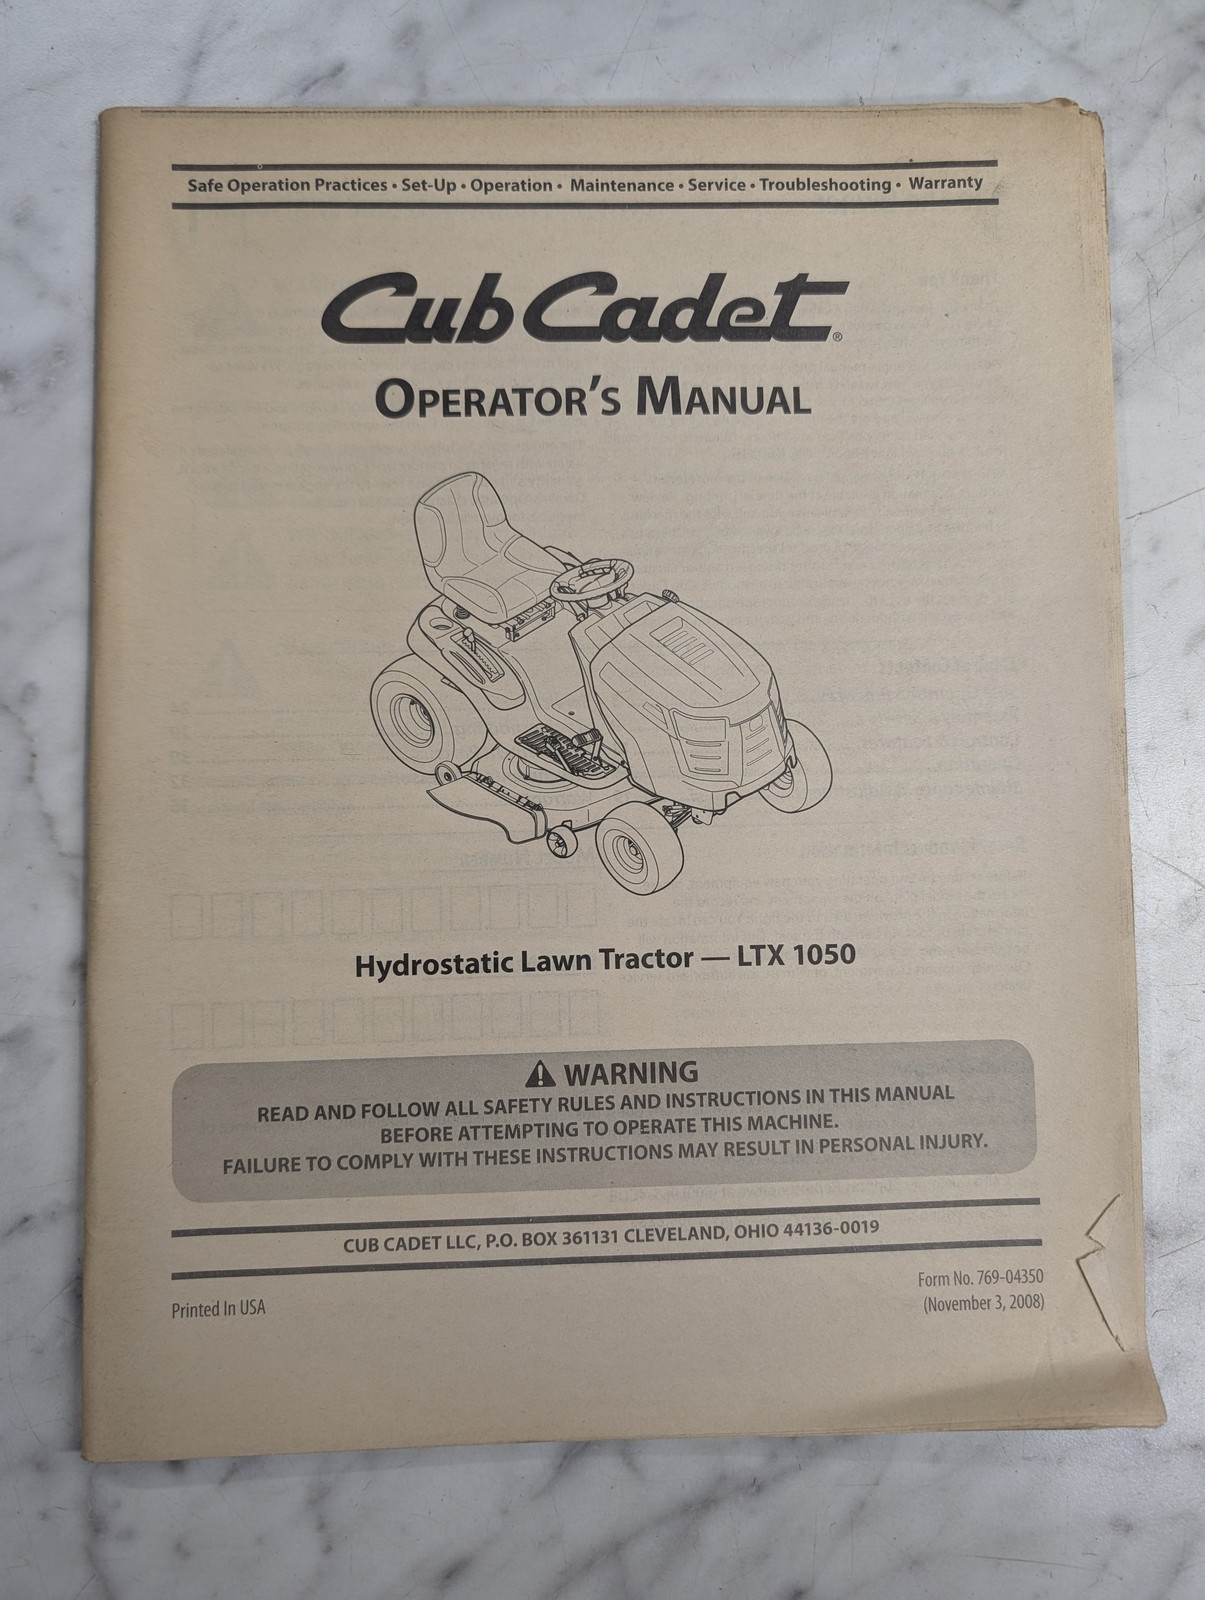 Safe Operation Practices • Set-Up • Operation • Maintenance • Service • Troubleshooting • Warranty
Cub Cadet®
OPERATOR'S MANUAL
Hydrostatic Lawn Tractor — LTX 1050
WARNING
READ AND FOLLOW ALL SAFETY RULES AND INSTRUCTIONS IN THIS MANUAL
BEFORE ATTEMPTING TO OPERATE THIS MACHINE.
FAILURE TO COMPLY WITH THESE INSTRUCTIONS MAY RESULT IN PERSONAL INJURY.
CUB CADET LLC, P.O. BOX 361131 CLEVELAND, OHIO 44136-0019
Printed In USA
Form No. 769-04350
(November 3, 2008)